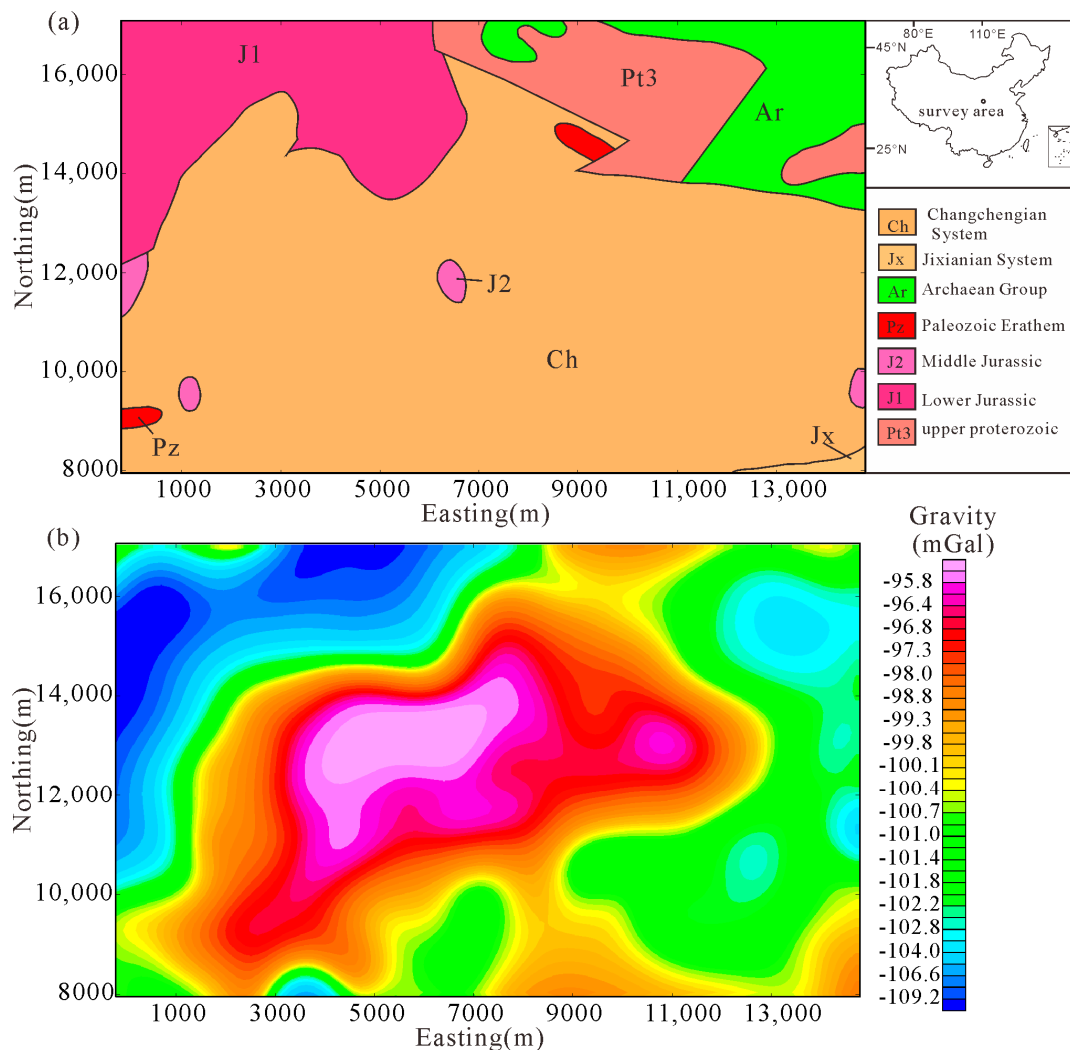 (a)
Northing(m)
16,000
14,000
12,000
10,000
8000
J1
Pt3
Ar
J2
Ch
Pz
Jx
1000 3000 5000 7000 9000 11,000 13,000
Easting(m)
80°E 110°E
45°N
survey area
25°N
Ch Changchengian
System
Jx Jixianian System
Ar Archaean Group
Pz Paleozoic Erathem
J2 Middle Jurassic
J1 Lower Jurassic
Pt3 upper proterozoic
(b)
Northing(m)
16,000
14,000
12,000
10,000
8000
1000 3000 5000 7000 9000 11,000 13,000
Easting(m)
Gravity
(mGal)
-95.8
-96.4
-96.8
-97.3
-98.0
-98.8
-99.3
-99.8
-100.1
-100.4
-100.7
-101.0
-101.4
-101.8
-102.2
-102.8
-104.0
-106.6
-109.2